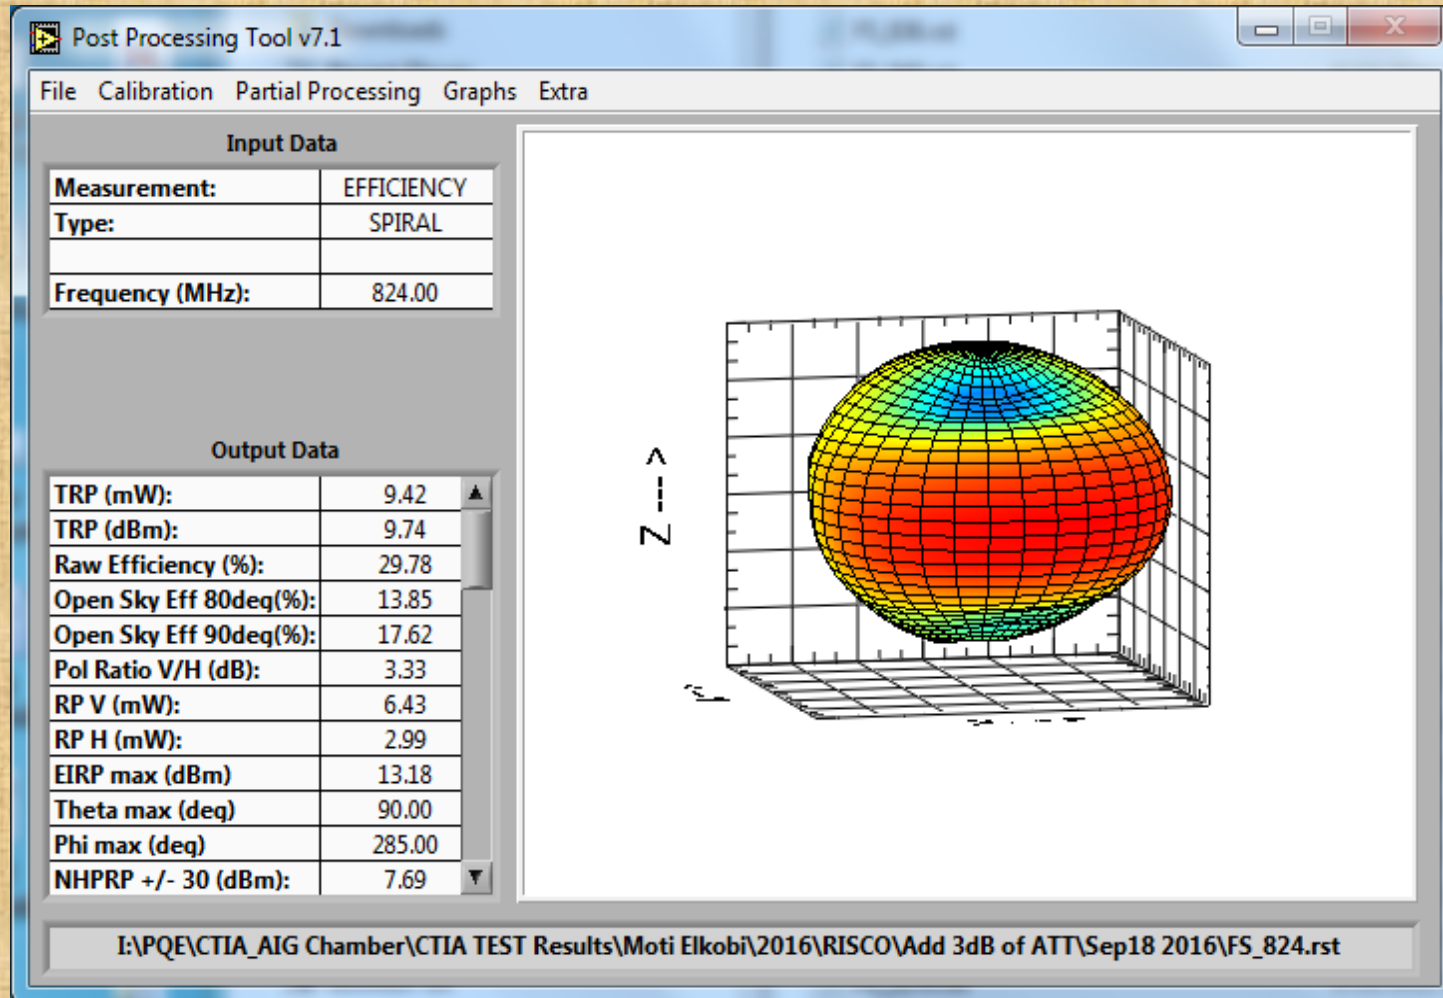 Post Processing Tool v7.1
File Calibration Partial Processing Graphs Extra
Input Data
Measurement: EFFICIENCY
Type: SPIRAL
Frequency (MHz): 824.00
Output Data
TRP (mW): 9.42
TRP (dBm): 9.74
Raw Efficiency (%): 29.78
Open Sky Eff 80deg(%): 13.85
Open Sky Eff 90deg(%): 17.62
Pol Ratio V/H (dB): 3.33
RP V (mW): 6.43
RP H (mW): 2.99
EIRP max (dBm) 13.18
Theta max (deg) 90.00
Phi max (deg) 285.00
NHPRP +/- 30 (dBm): 7.69
Z --->
I:\PQE\CTIA_AIG Chamber\CTIA TEST Results\Moti Elkobi\2016\RISCO\Add 3dB of ATT\Sep18 2016\FS_824.rst